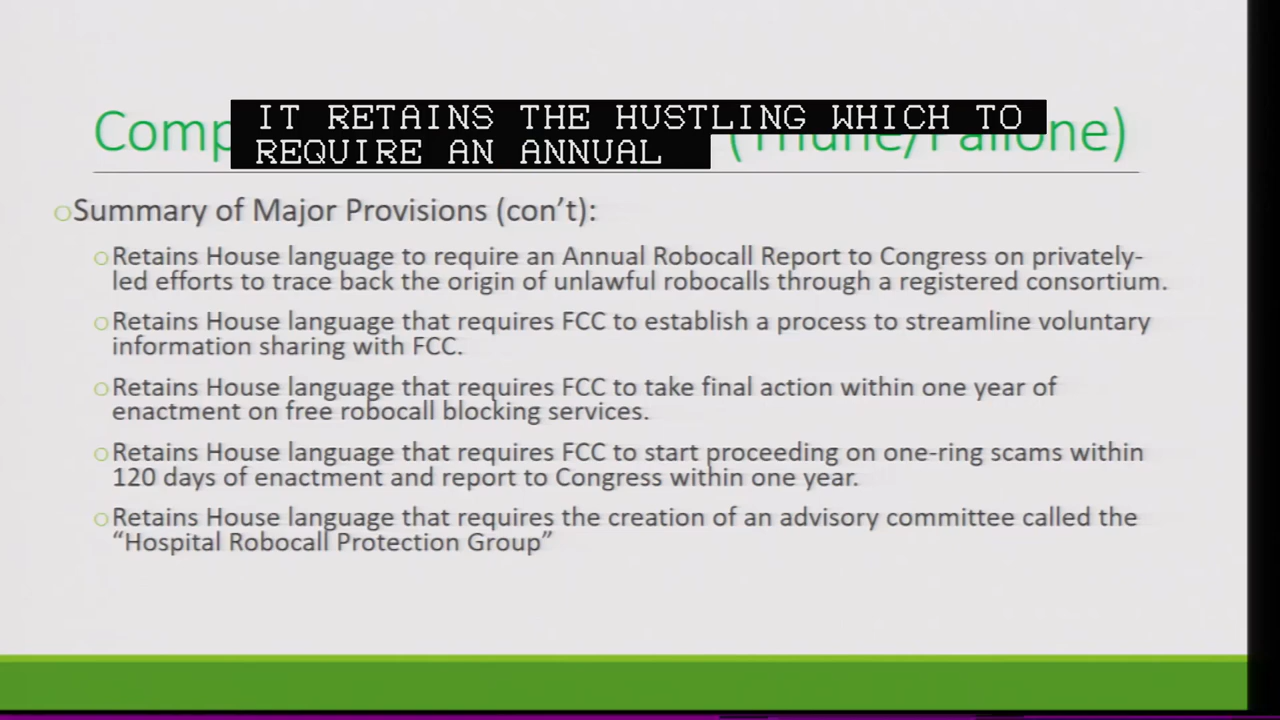 IT RETAINS THE HUSTLING WHICH TO
REQUIRE AN ANNUAL
Summary of Major Provisions (con't):
Retains House language to require an Annual Robocall Report to Congress on privately-
led efforts to trace back the origin of unlawful robocalls through a registered consortium.
Retains House language that requires FCC to establish a process to streamline voluntary
information sharing with FCC.
Retains House language that requires FCC to take final action within one year of
enactment on free robocall blocking services.
Retains House language that requires FCC to start proceeding on one-ring scams within
120 days of enactment and report to Congress within one year.
Retains House language that requires the creation of an advisory committee called the
“Hospital Robocall Protection Group”